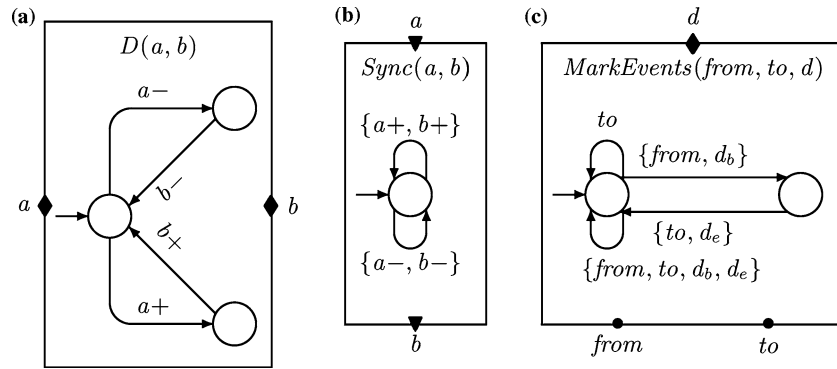 (a)
D(a, b)
a−
b−
a
b
b+
a+
(b)
a
Sync(a, b)
{a+, b+}
{a−, b−}
b
(c)
d
MarkEvents(from, to, d)
to
{from, d_b}
{to, d_e}
{from, to, d_b, d_e}
from
to